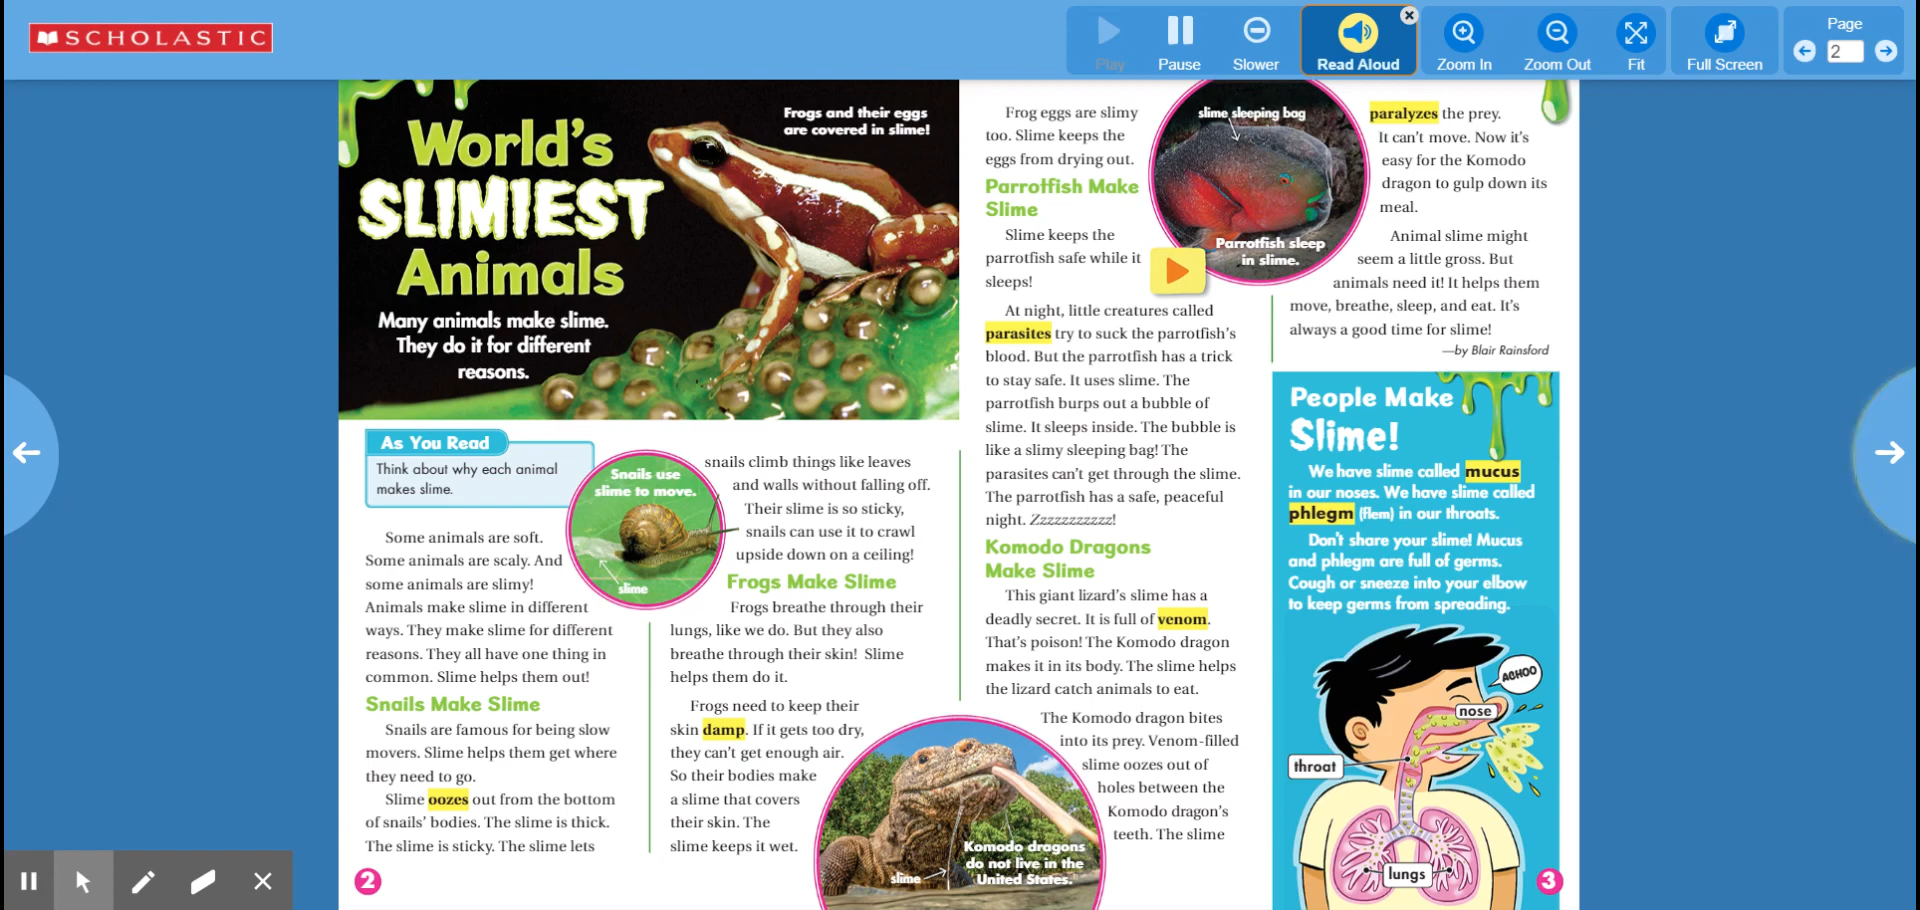 SCHOLASTIC
Play
Pause
Slower
Read Aloud
Zoom In
Zoom Out
Fit
Full Screen
Page
2
World's
SLIMIEST
Animals
Many animals make slime.
They do it for different
reasons.
Frogs and their eggs
are covered in slime!
As You Read
Think about why each animal
makes slime.
Some animals are soft.
Some animals are scaly. And
some animals are slimy!
Animals make slime in different
ways. They make slime for different
reasons. They all have one thing in
common. Slime helps them out!
Snails Make Slime
Snails are famous for being slow
movers. Slime helps them get where
they need to go.
Slime oozes out from the bottom
of snails' bodies. The slime is thick.
The slime is sticky. The slime lets
2
Snails use
slime to move.
slime
snails climb things like leaves
and walls without falling off.
Their slime is so sticky,
snails can use it to crawl
upside down on a ceiling!
Frogs Make Slime
Frogs breathe through their
lungs, like we do. But they also
breathe through their skin! Slime
helps them do it.
Frogs need to keep their
skin damp. If it gets too dry,
they can't get enough air.
So their bodies make
a slime that covers
their skin. The
slime keeps it wet.
Frog eggs are slimy
too. Slime keeps the
eggs from drying out.
Parrotfish Make
Slime
Slime keeps the
parrotfish safe while it
sleeps!
At night, little creatures called
parasites try to suck the parrotfish's
blood. But the parrotfish has a trick
to stay safe. It uses slime. The
parrotfish burps out a bubble of
slime. It sleeps inside. The bubble is
like a slimy sleeping bag! The
parasites can't get through the slime.
The parrotfish has a safe, peaceful
night. Zzzzzzzzzzz!
slime sleeping bag
Parrotfish sleep
in slime.
Komodo Dragons
Make Slime
This giant lizard's slime has a
deadly secret. It is full of venom.
That's poison! The Komodo dragon
makes it in its body. The slime helps
the lizard catch animals to eat.
The Komodo dragon bites
into its prey. Venom-filled
slime oozes out of
holes between the
Komodo dragon's
teeth. The slime
Komodo dragons
do not live in the
United States.
slime
paralyzes the prey.
It can't move. Now it's
easy for the Komodo
dragon to gulp down its
meal.
Animal slime might
seem a little gross. But
animals need it! It helps them
move, breathe, sleep, and eat. It's
always a good time for slime!
—by Blair Rainsford
People Make
Slime!
We have slime called mucus
in our noses. We have slime called
phlegm (flem) in our throats.
Don't share your slime! Mucus
and phlegm are full of germs.
Cough or sneeze into your elbow
to keep germs from spreading.
ACHOO
nose
throat
lungs
3